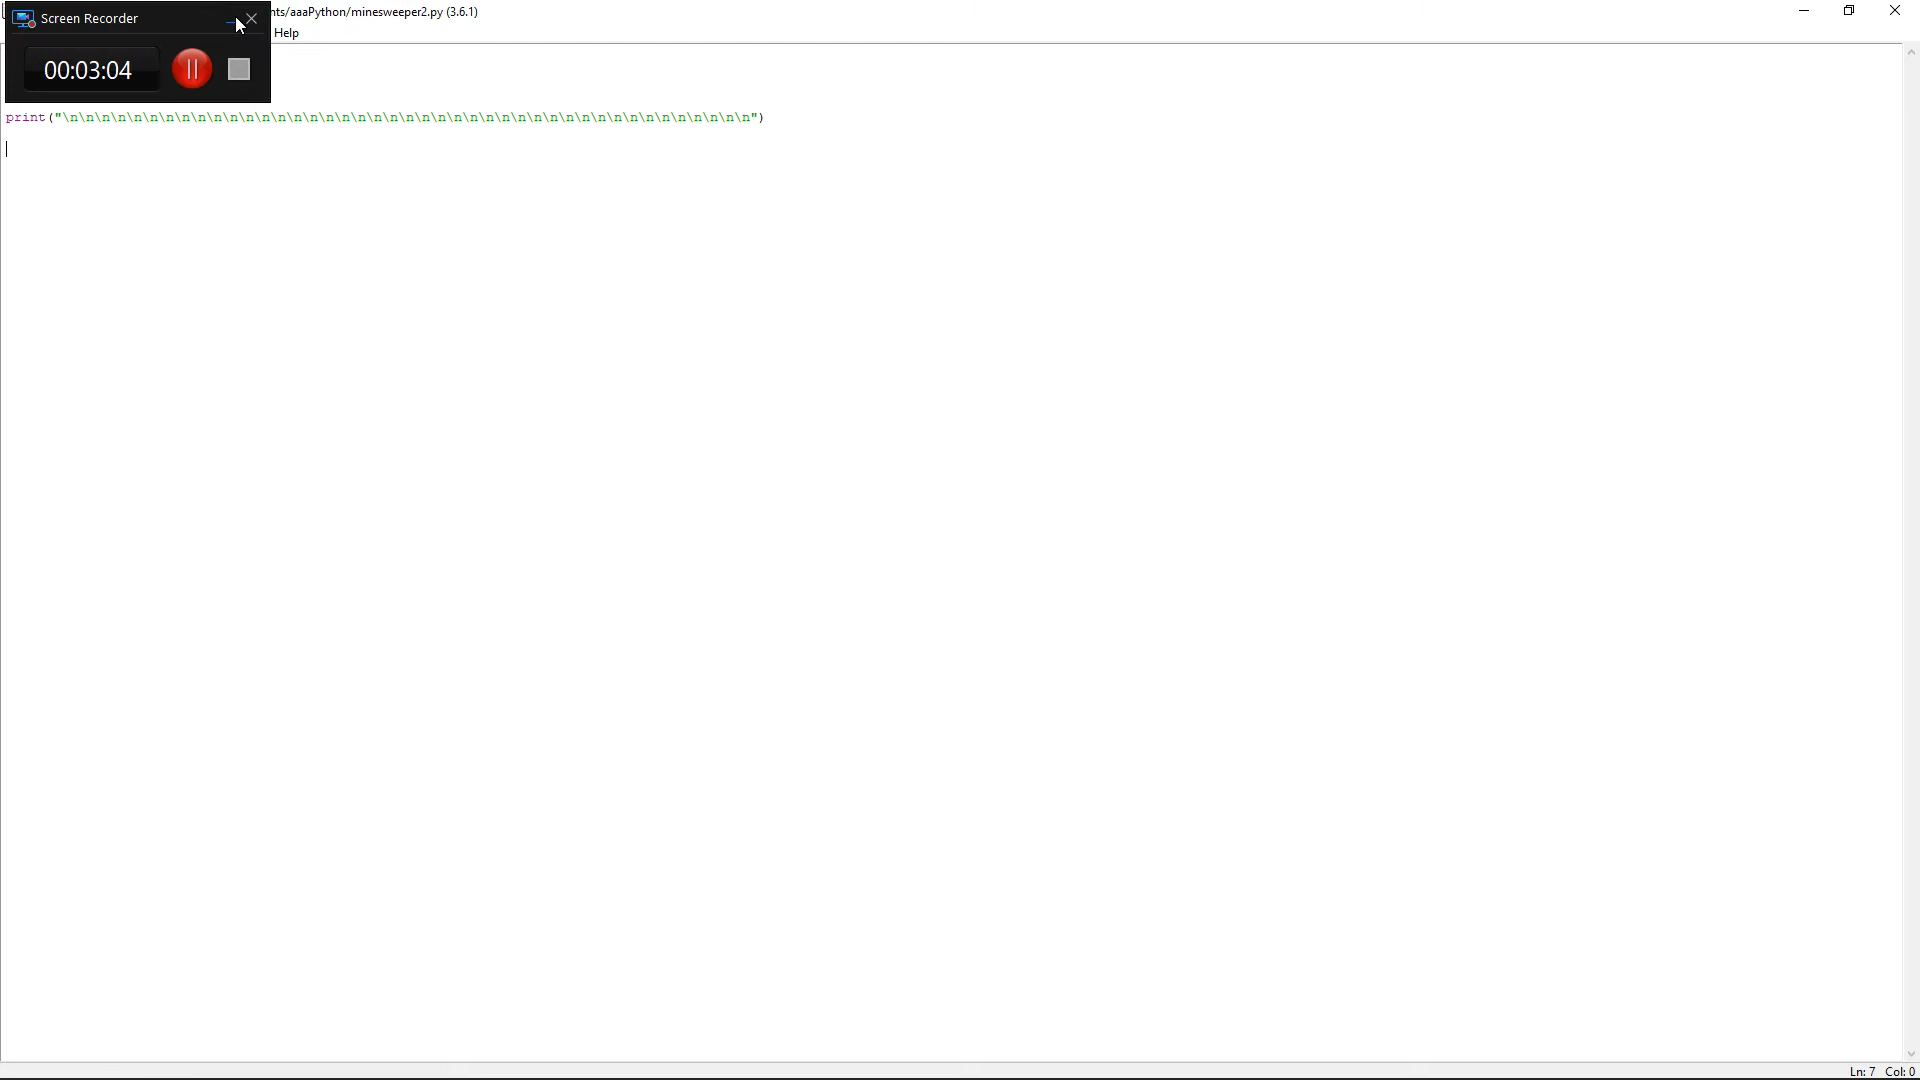 Screen Recorder
nts/aaaPython/minesweeper2.py (3.6.1)
Help
00:03:04
print("\n\n\n\n\n\n\n\n\n\n\n\n\n\n\n\n\n\n\n\n\n\n\n\n\n\n\n\n\n\n\n\n\n\n\n\n\n\n\n\n\n\n\n")
Ln: 7 Col: 0